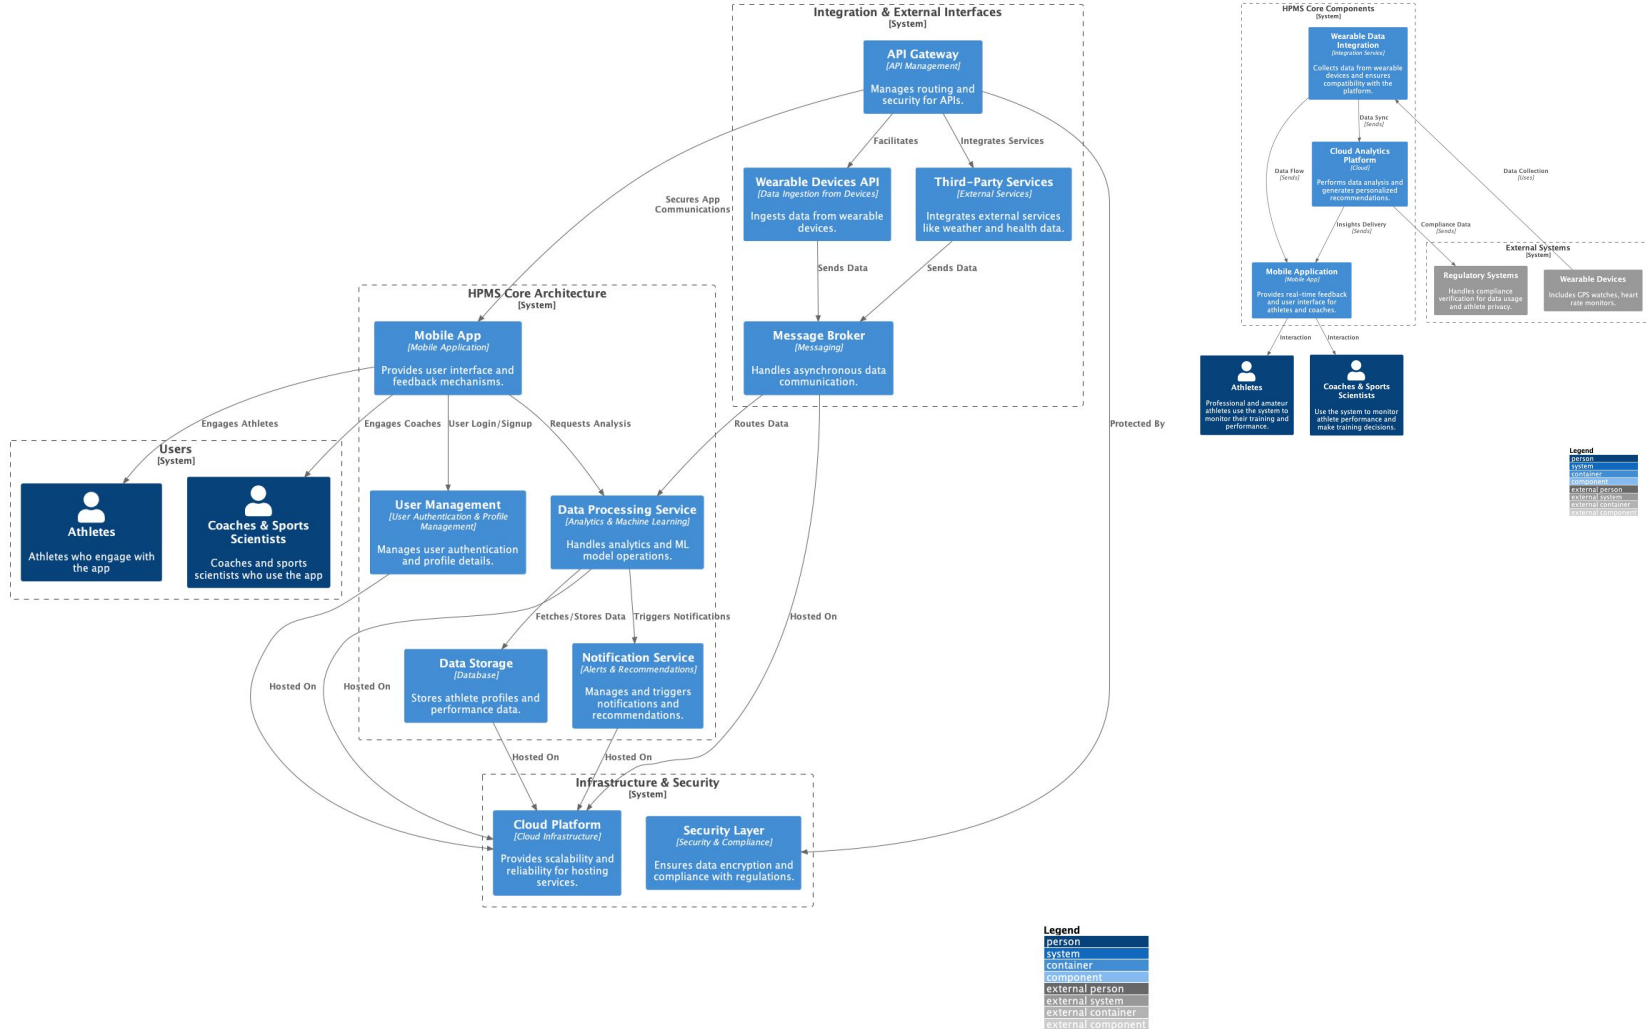 Integration & External Interfaces
[System]
API Gateway
[API Management]
Manages routing and
security for APIs.
Facilitates
Integrates Services
Wearable Devices API
[Data Ingestion from Devices]
Ingests data from wearable
devices.
Third-Party Services
[External Services]
Integrates external services
like weather and health data.
Secures App
Communications
Sends Data
Sends Data
HPMS Core Architecture
[System]
Mobile App
[Mobile Application]
Provides user interface and
feedback mechanisms.
Message Broker
[Messaging]
Handles asynchronous data
communication.
Engages Athletes
Engages Coaches
User Login/Signup
Requests Analysis
Routes Data
Protected By
Users
[System]
Athletes
Athletes who engage with
the app
Coaches & Sports
Scientists
Coaches and sports
scientists who use the app
User Management
[User Authentication & Profile
Management]
Manages user authentication
and profile details.
Data Processing Service
[Analytics & Machine Learning]
Handles analytics and ML
model operations.
Fetches/Stores Data
Triggers Notifications
Hosted On
Data Storage
[Database]
Stores athlete profiles and
performance data.
Notification Service
[Alerts & Recommendations]
Manages and triggers
notifications and
recommendations.
Hosted On
Hosted On
Hosted On
Hosted On
Infrastructure & Security
[System]
Cloud Platform
[Cloud Infrastructure]
Provides scalability and
reliability for hosting
services.
Security Layer
[Security & Compliance]
Ensures data encryption and
compliance with regulations.
Legend
person
system
container
component
external person
external system
external container
external component
HPMS Core Components
[System]
Wearable Data
Integration
[Integration Service]
Collects data from wearable
devices and ensures
compatibility with the
platform.
Data Sync
[Sends]
Cloud Analytics
Platform
[Cloud]
Performs data analysis and
generates personalized
recommendations.
Data Flow
[Sends]
Data Collection
[Uses]
Insights Delivery
[Sends]
Compliance Data
[Sends]
External Systems
[System]
Mobile Application
[Mobile App]
Provides real-time feedback
and user interface for
athletes and coaches.
Regulatory Systems
Handles compliance
verification for data usage
and athlete privacy.
Wearable Devices
Includes GPS watches, heart
rate monitors.
Interaction
Interaction
Athletes
Professional and amateur
athletes use the system to
monitor their training and
performance.
Coaches & Sports
Scientists
Use the system to monitor
athlete performance and
make training decisions.
Legend
person
system
container
component
external person
external system
external container
external component